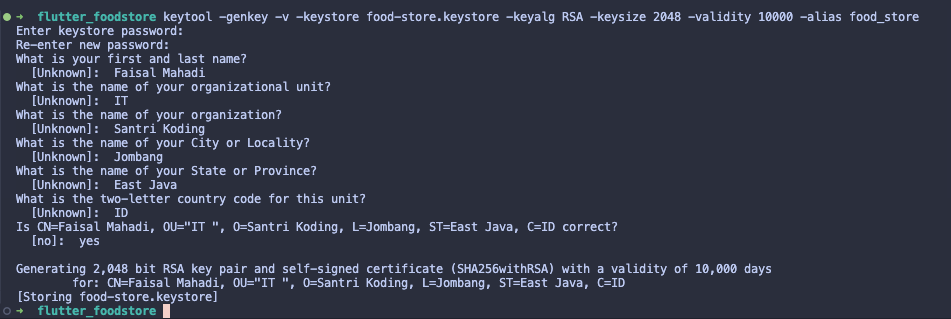 ➜ flutter_foodstore keytool -genkey -v -keystore food-store.keystore -keyalg RSA -keysize 2048 -validity 10000 -alias food_store
Enter keystore password:
Re-enter new password:
What is your first and last name?
[Unknown]: Faisal Mahadi
What is the name of your organizational unit?
[Unknown]: IT
What is the name of your organization?
[Unknown]: Santri Koding
What is the name of your City or Locality?
[Unknown]: Jombang
What is the name of your State or Province?
[Unknown]: East Java
What is the two-letter country code for this unit?
[Unknown]: ID
Is CN=Faisal Mahadi, OU="IT ", O=Santri Koding, L=Jombang, ST=East Java, C=ID correct?
[no]: yes
Generating 2,048 bit RSA key pair and self-signed certificate (SHA256withRSA) with a validity of 10,000 days
for: CN=Faisal Mahadi, OU="IT ", O=Santri Koding, L=Jombang, ST=East Java, C=ID
[Storing food-store.keystore]
➜ flutter_foodstore